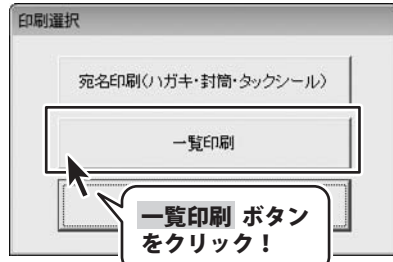 印刷選択
宛名印刷(ハガキ・封筒・タックシール)
一覧印刷
一覧印刷 ボタン
をクリック！